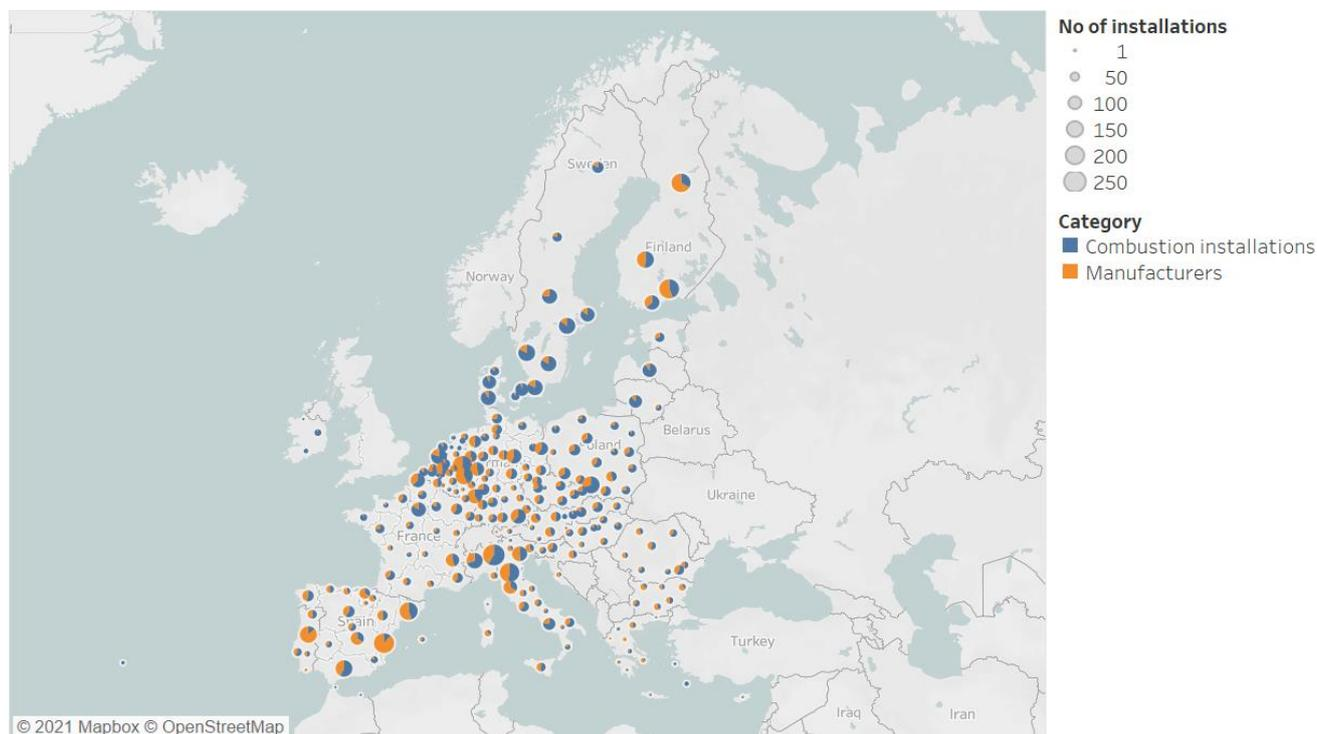 No of installations
1
50
100
150
200
250
Category
Combustion installations
Manufacturers
Sweden
Finland
Norway
Belarus
Ukraine
France
Spain
Turkey
Iraq
Iran
© 2021 Mapbox © OpenStreetMap